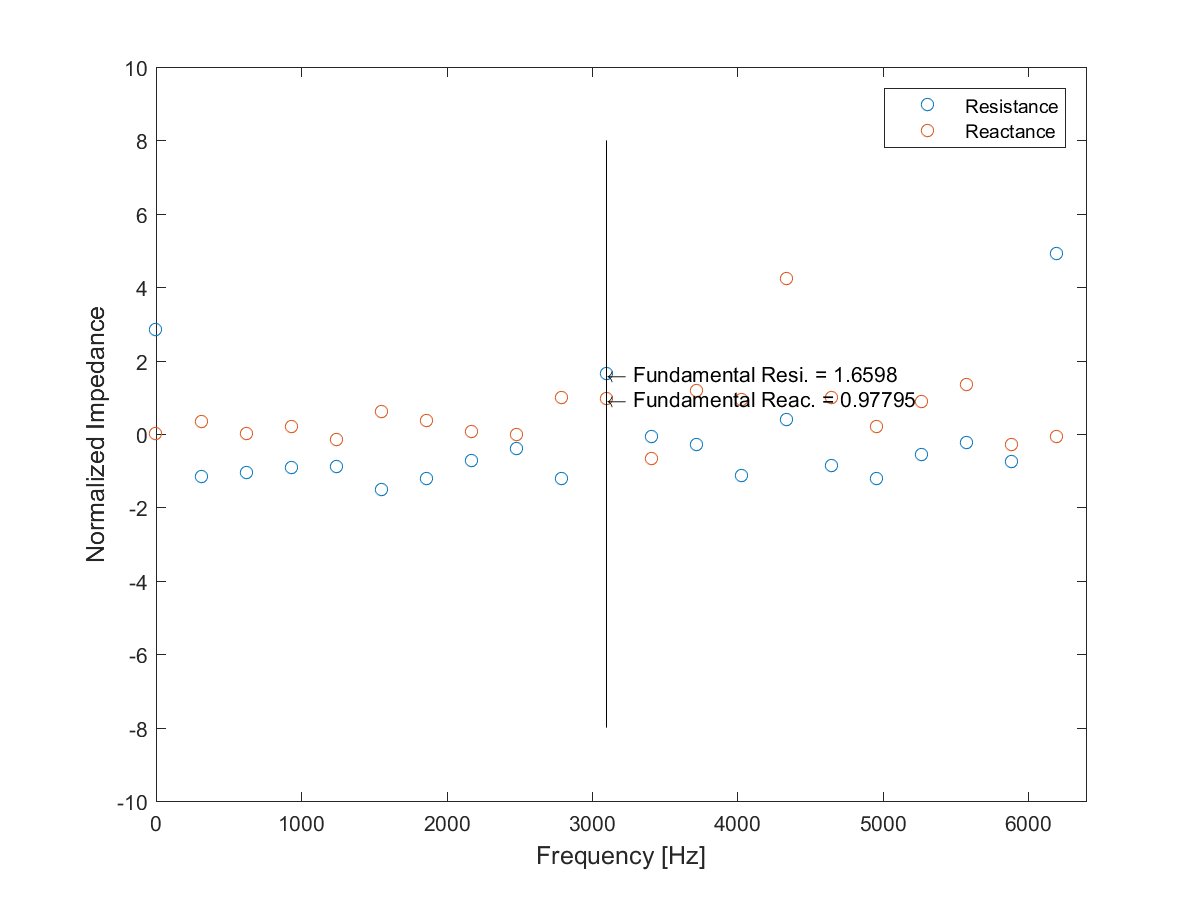 10
8
6
4
2
0
-2
-4
-6
-8
-10
Normalized Impedance
Resistance
Reactance
← Fundamental Resi. = 1.6598
← Fundamental Reac. = 0.97795
0 1000 2000 3000 4000 5000 6000
Frequency [Hz]